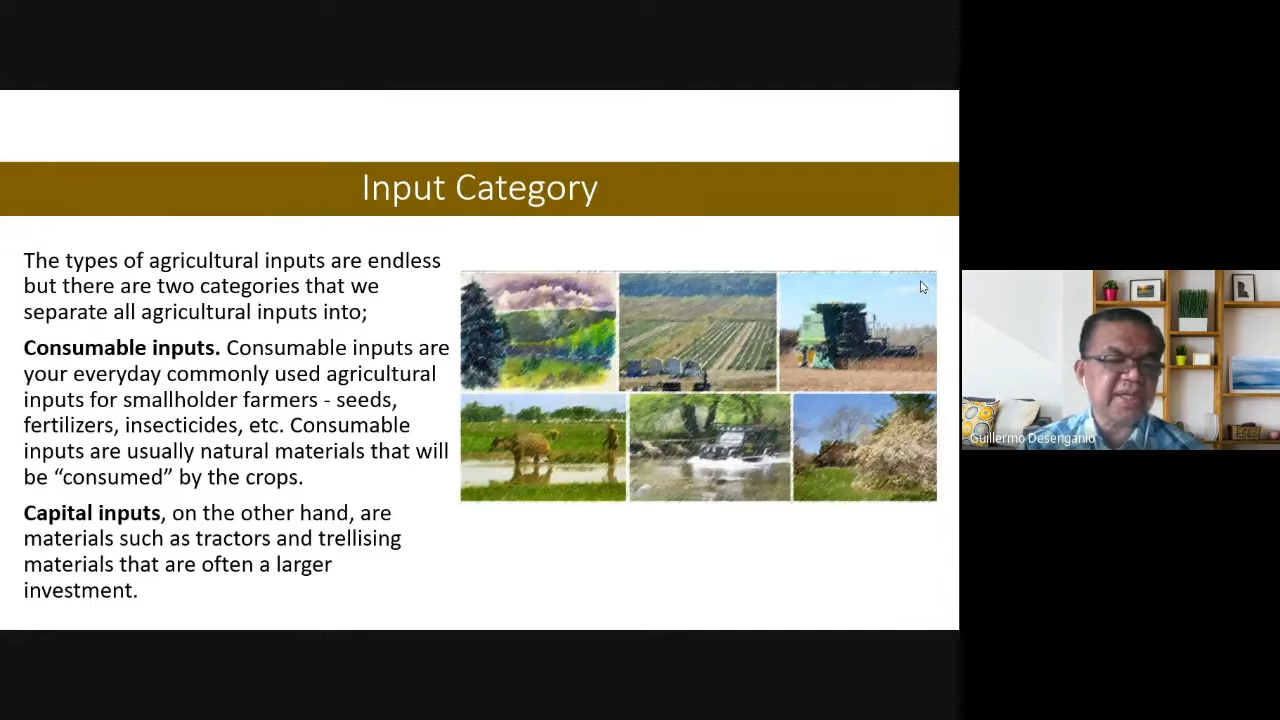 Input Category
The types of agricultural inputs are endless
but there are two categories that we
separate all agricultural inputs into;
Consumable inputs. Consumable inputs are
your everyday commonly used agricultural
inputs for smallholder farmers - seeds,
fertilizers, insecticides, etc. Consumable
inputs are usually natural materials that will
be “consumed” by the crops.
Capital inputs, on the other hand, are
materials such as tractors and trellising
materials that are often a larger
investment.
Guillermo Desenganio